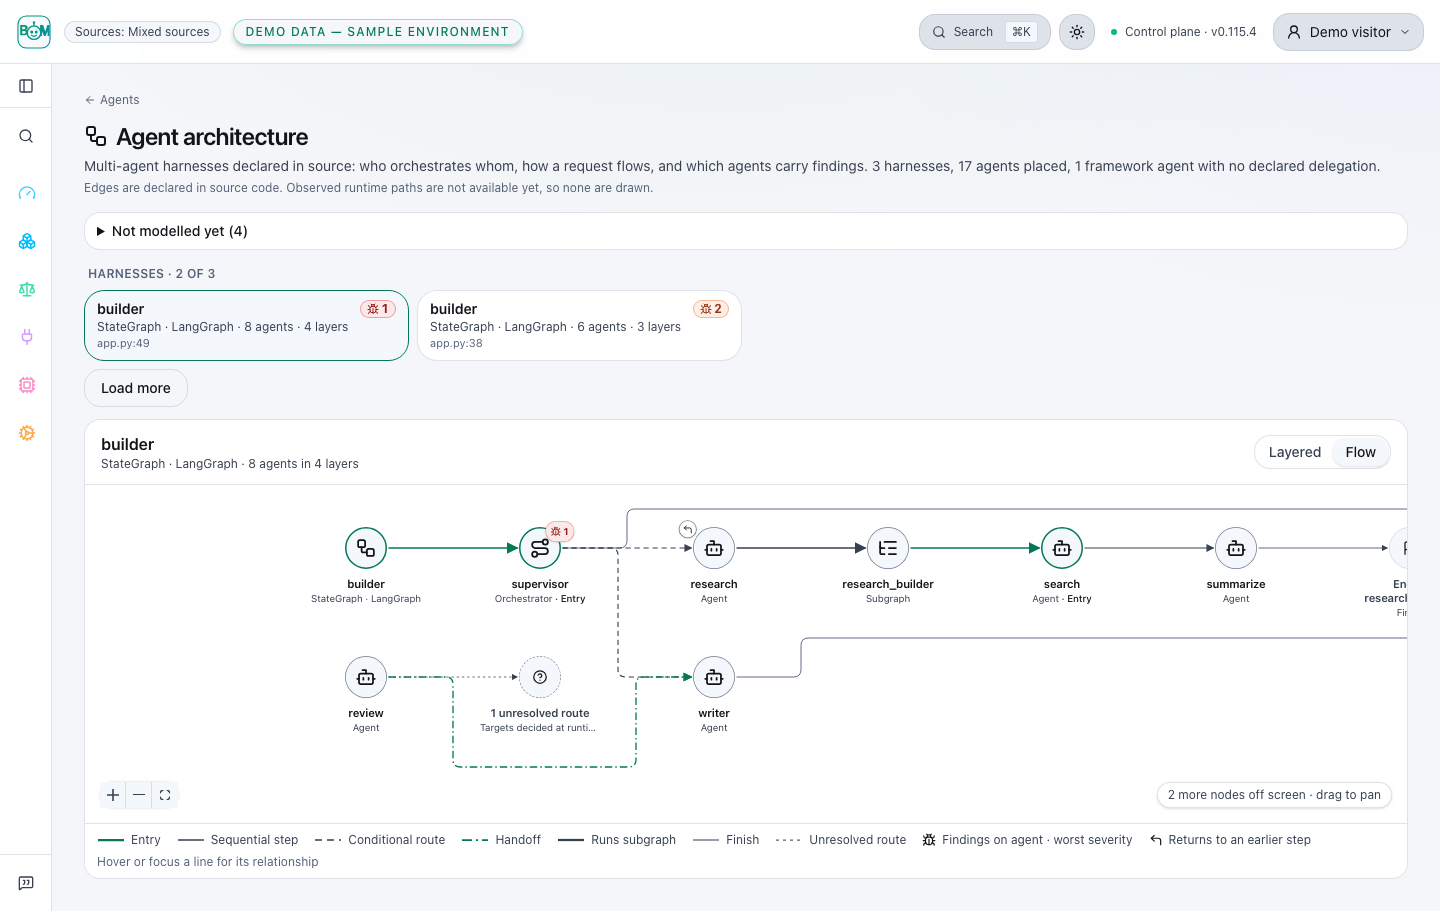 BOM
Sources: Mixed sources
DEMO DATA — SAMPLE ENVIRONMENT
Search
⌘K
Control plane · v0.115.4
Demo visitor
← Agents
Agent architecture
Multi-agent harnesses declared in source: who orchestrates whom, how a request flows, and which agents carry findings. 3 harnesses, 17 agents placed, 1 framework agent with no declared delegation.
Edges are declared in source code. Observed runtime paths are not available yet, so none are drawn.
Not modelled yet (4)
HARNESSES · 2 OF 3
builder
1
StateGraph · LangGraph · 8 agents · 4 layers
app.py:49
builder
2
StateGraph · LangGraph · 6 agents · 3 layers
app.py:38
Load more
builder
StateGraph · LangGraph · 8 agents in 4 layers
Layered
Flow
1
builder
StateGraph · LangGraph
supervisor
Orchestrator · Entry
research
Agent
research_builder
Subgraph
search
Agent · Entry
summarize
Agent
En
research
Fin
review
Agent
1 unresolved route
Targets decided at runti...
writer
Agent
2 more nodes off screen · drag to pan
Entry
Sequential step
Conditional route
Handoff
Runs subgraph
Finish
Unresolved route
Findings on agent · worst severity
Returns to an earlier step
Hover or focus a line for its relationship